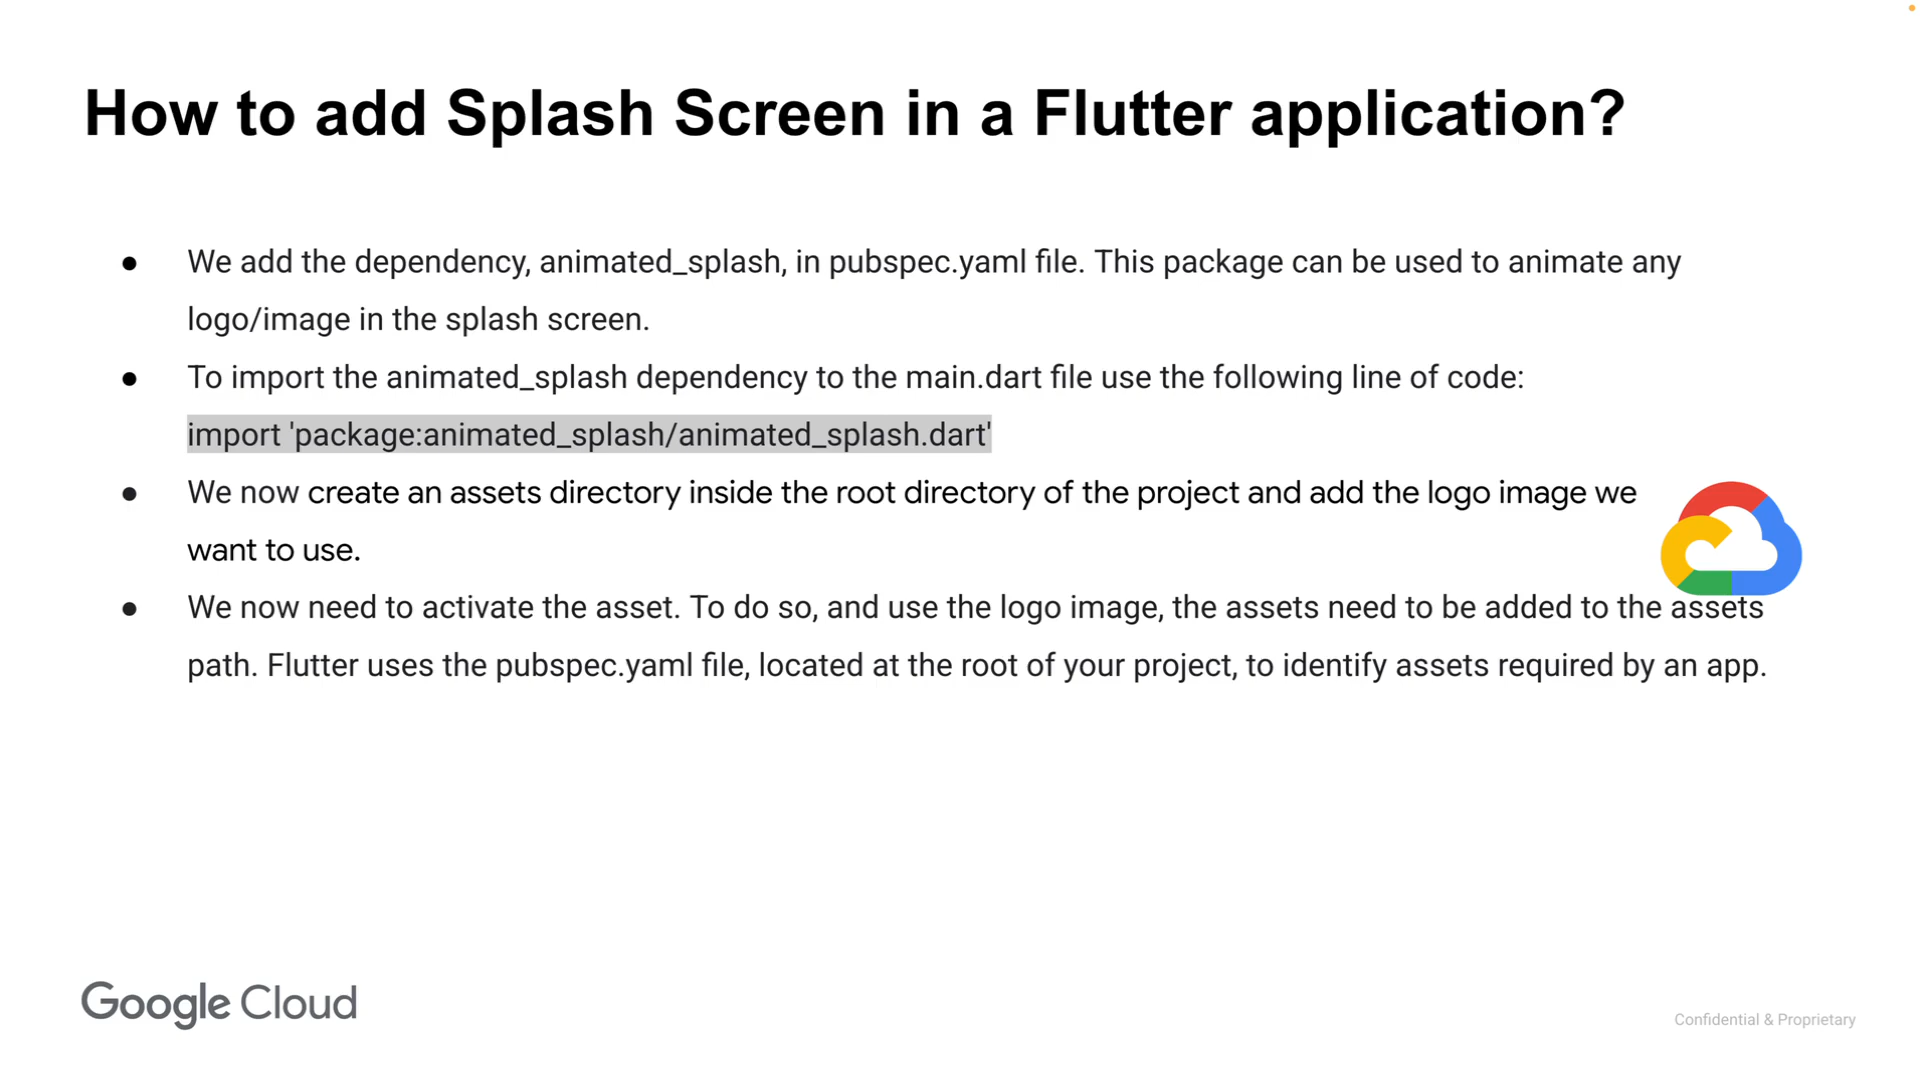 How to add Splash Screen in a Flutter application?
● We add the dependency, animated_splash, in pubspec.yaml file. This package can be used to animate any
logo/image in the splash screen.
● To import the animated_splash dependency to the main.dart file use the following line of code:
import 'package:animated_splash/animated_splash.dart'
● We now create an assets directory inside the root directory of the project and add the logo image we
want to use.
● We now need to activate the asset. To do so, and use the logo image, the assets need to be added to the assets
path. Flutter uses the pubspec.yaml file, located at the root of your project, to identify assets required by an app.
Google Cloud
Confidential & Proprietary